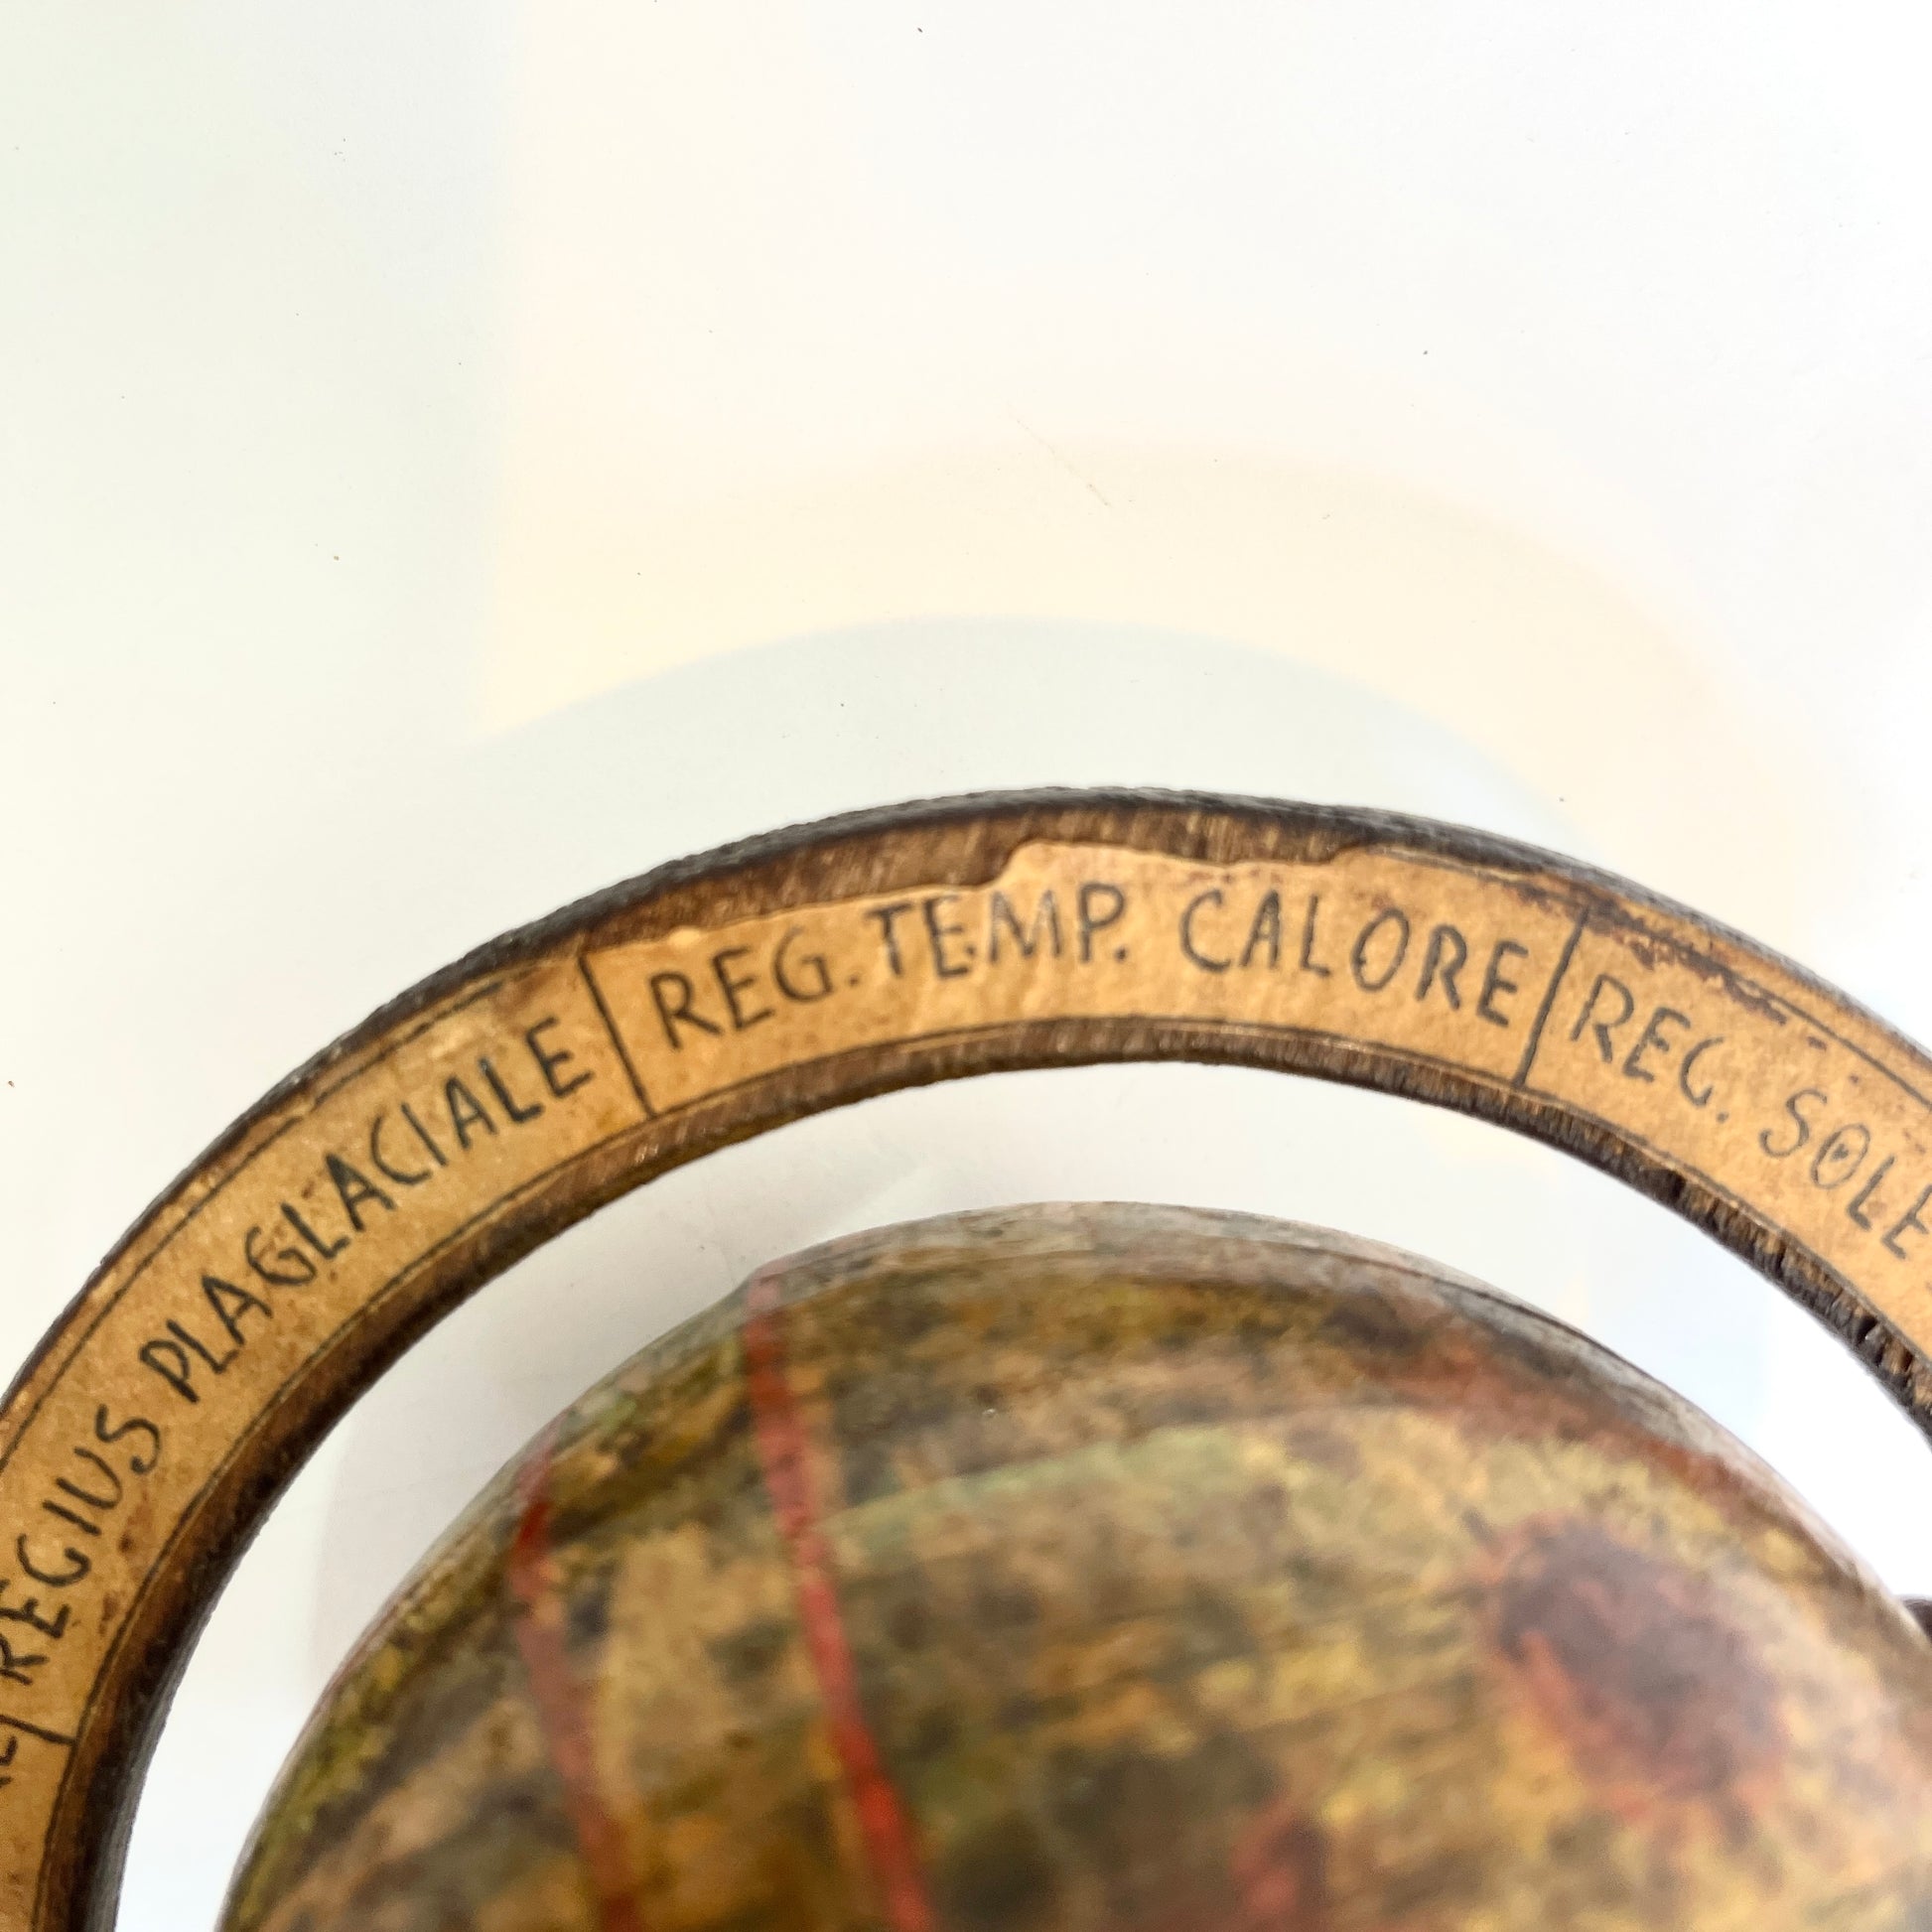 REGIUS PLAGLACIALE
REG. TEMP. CALORE
REG. SOLE